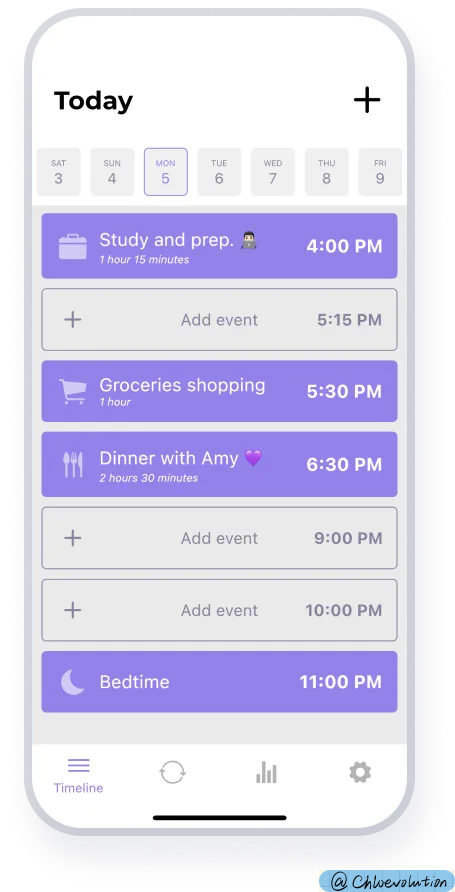 Today
SAT SUN MON TUE WED THU FRI
3 4 5 6 7 8 9
Study and prep. 👨🏻‍💻 4:00 PM
1 hour 15 minutes
+ Add event 5:15 PM
Groceries shopping 5:30 PM
1 hour
Dinner with Amy 💜 6:30 PM
2 hours 30 minutes
+ Add event 9:00 PM
+ Add event 10:00 PM
Bedtime 11:00 PM
Timeline
@ Chloevolution